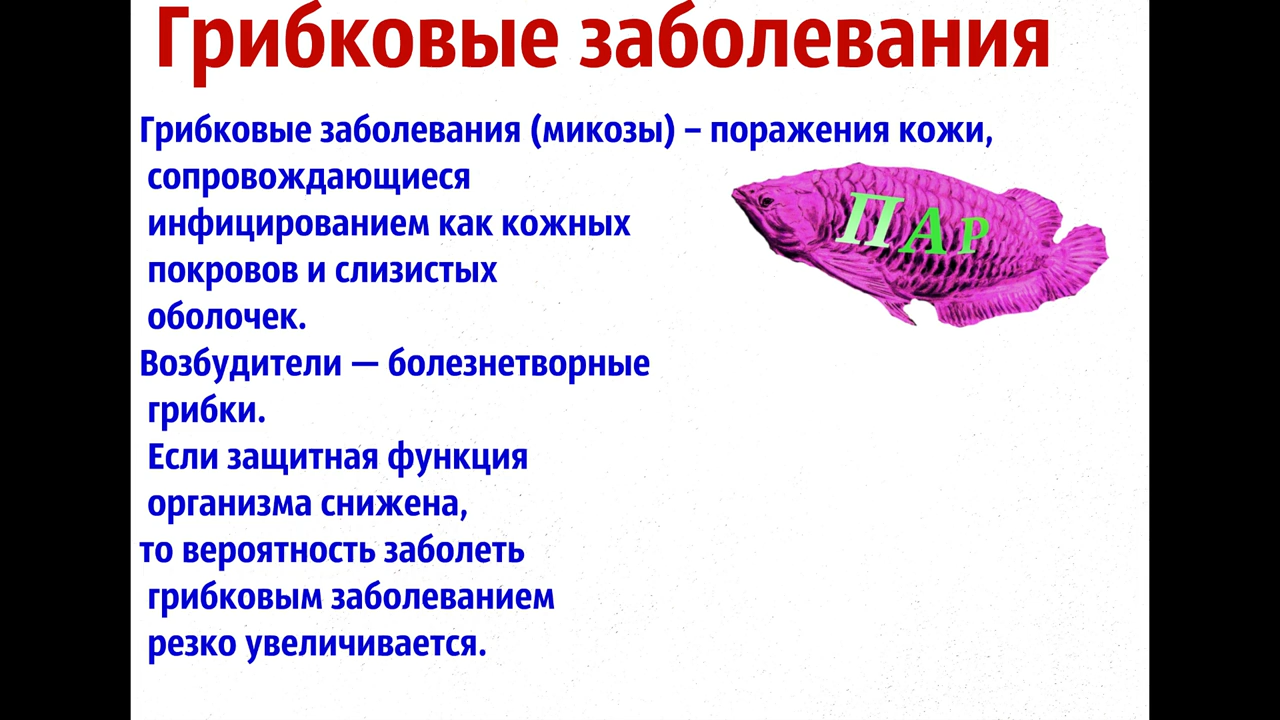 Грибковые заболевания
Грибковые заболевания (микозы) – поражения кожи,
сопровождающиеся
инфицированием как кожных
покровов и слизистых
оболочек.
ПАР
Возбудители — болезнетворные
грибки.
Если защитная функция
организма снижена,
то вероятность заболеть
грибковым заболеванием
резко увеличивается.